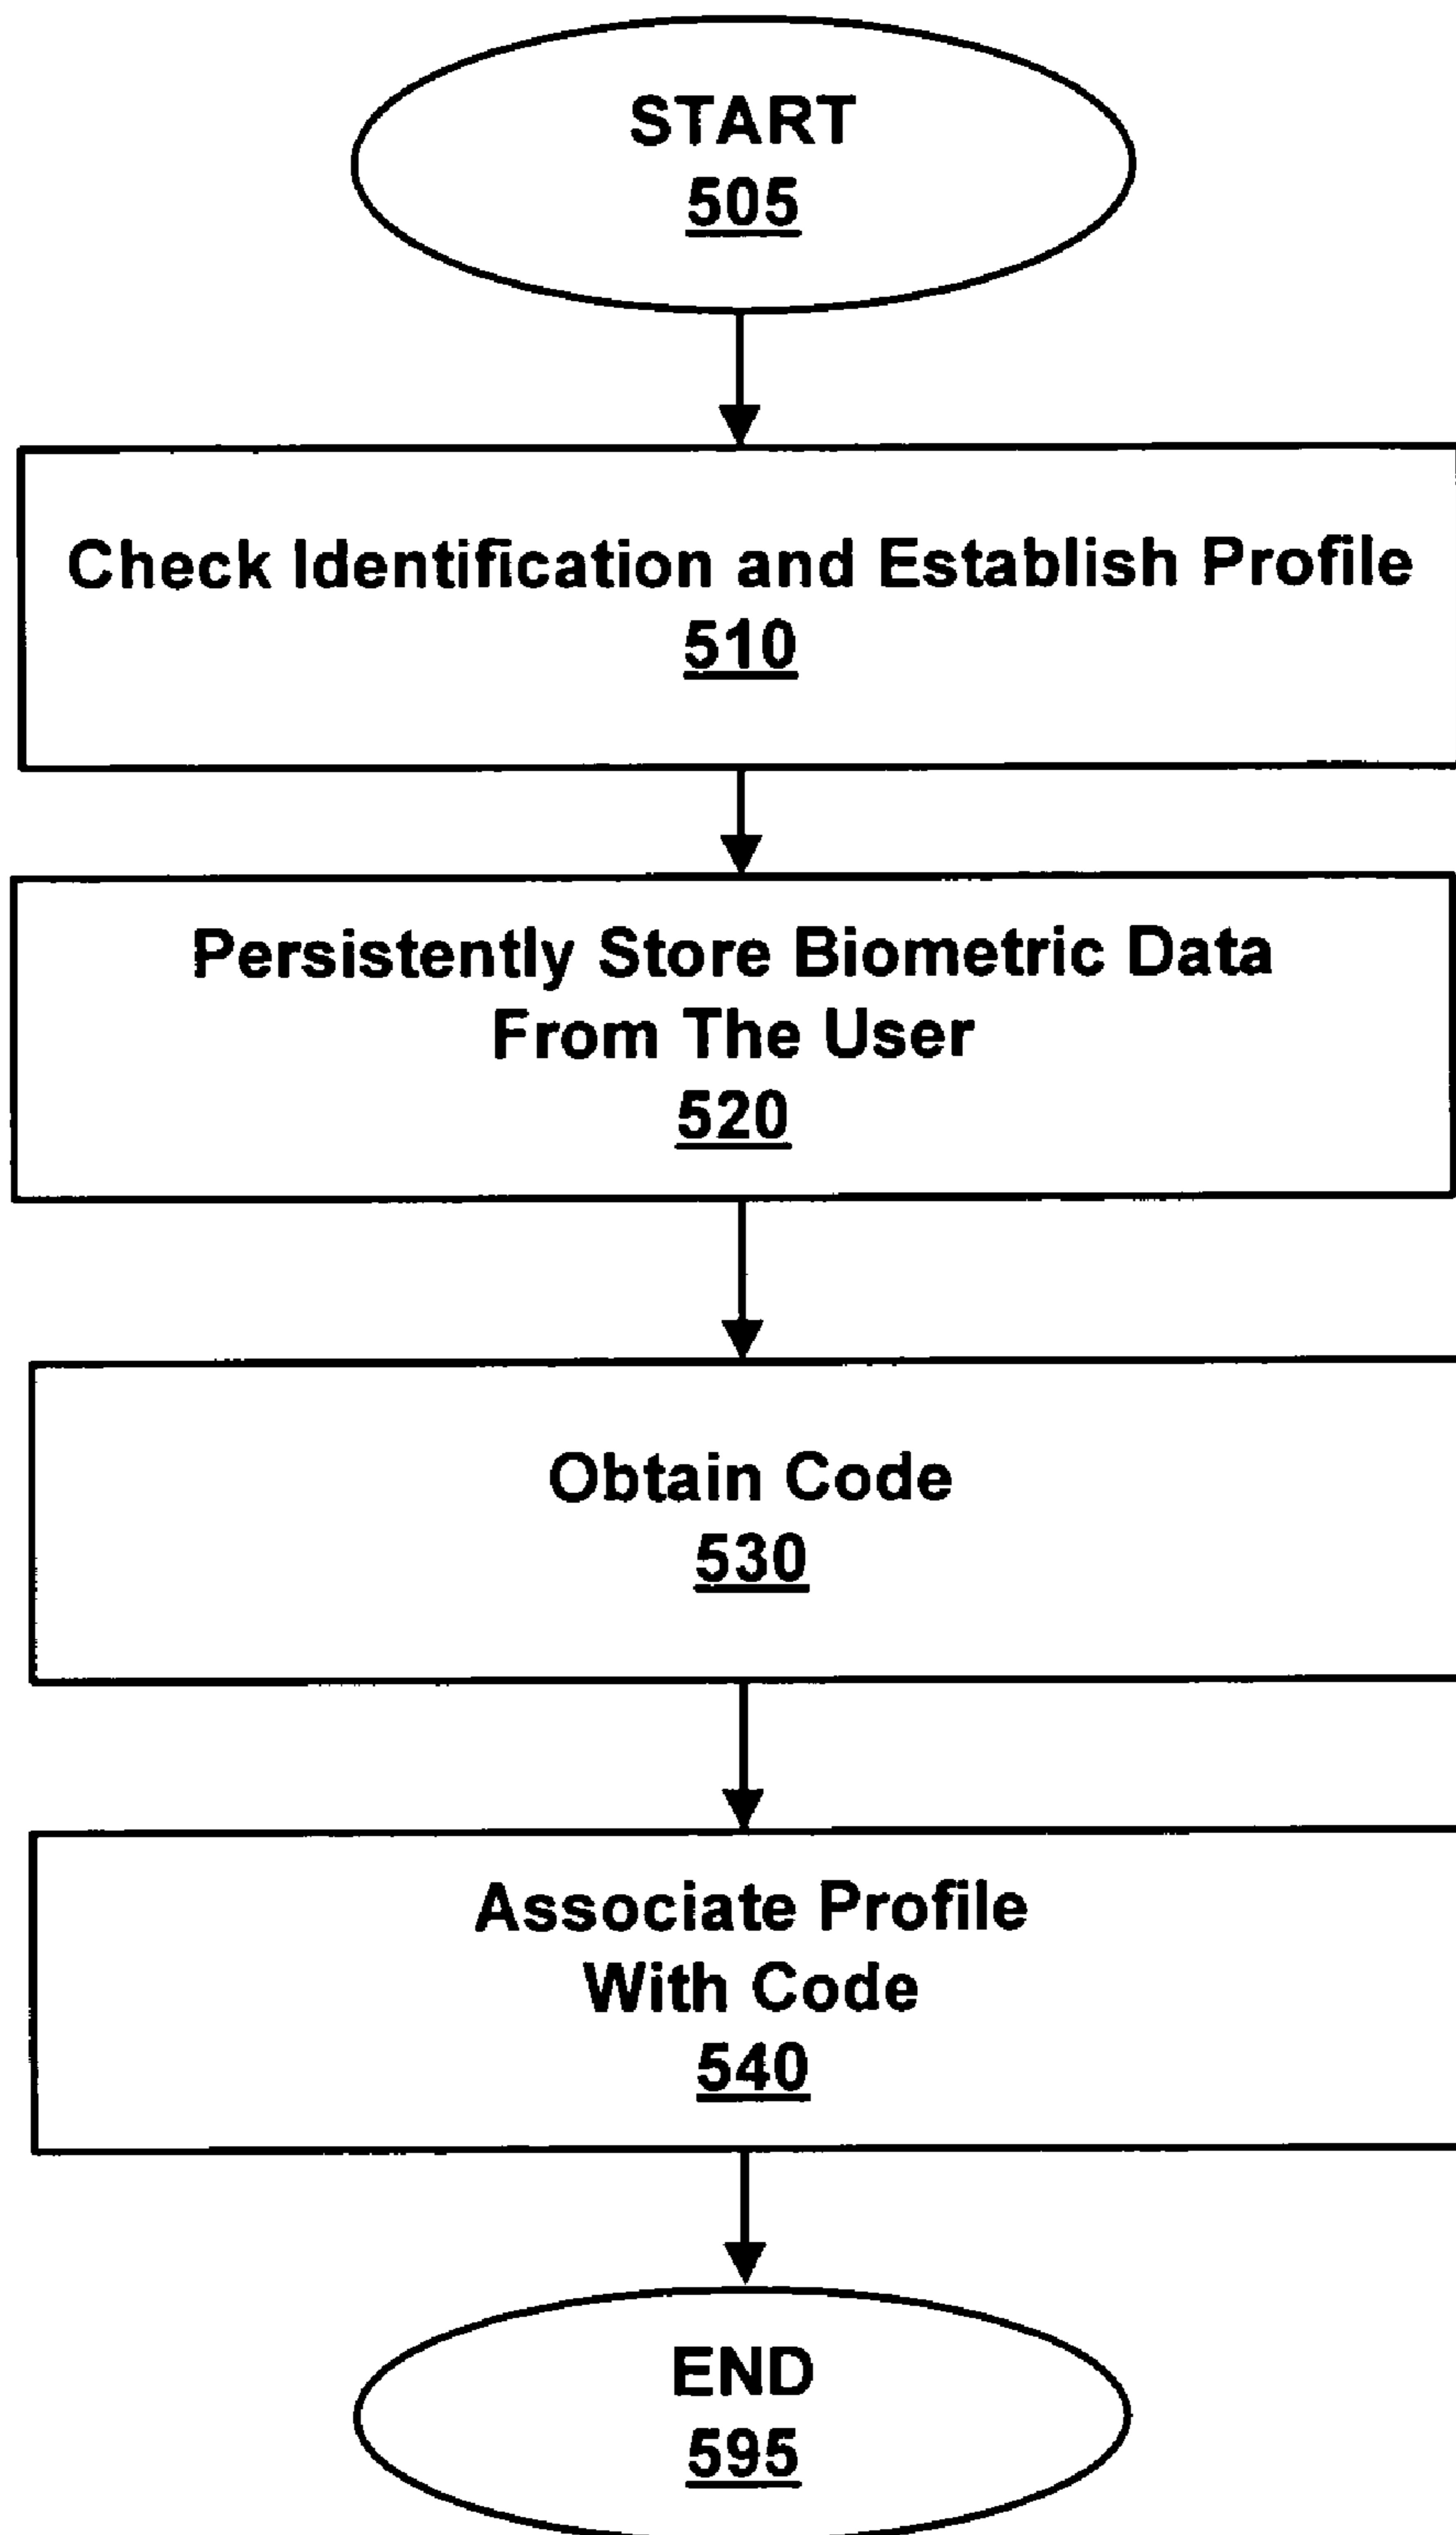 START
505
Check Identification and Establish Profile
510
Persistently Store Biometric Data
From The User
520
Obtain Code
530
Associate Profile
With Code
540
END
595